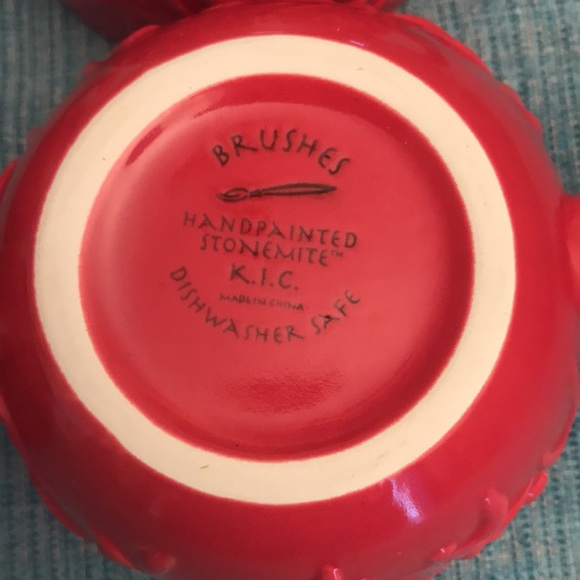 BRUSHES
HANDPAINTED
STONEMITE™
K.I.C.
MADE IN CHINA
DISHWASHER SAFE